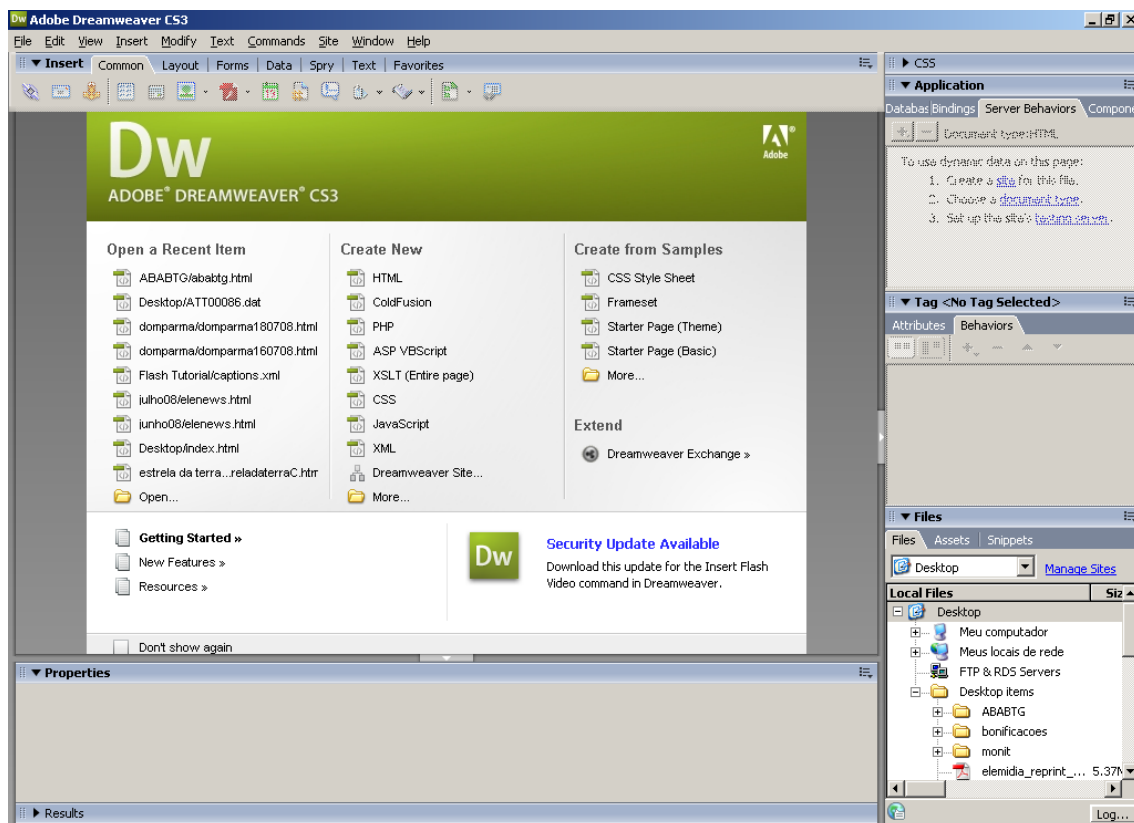 Dw Adobe Dreamweaver CS3
File Edit View Insert Modify Text Commands Site Window Help
Insert Common Layout Forms Data Spry Text Favorites
Dw
ADOBE® DREAMWEAVER® CS3
Adobe
Open a Recent Item
ABABTG/ababtg.html
Desktop/ATT00086.dat
domparma/domparma180708.html
domparma/domparma160708.html
Flash Tutorial/captions.xml
julho08/elenews.html
junho08/elenews.html
Desktop/index.html
estrela da terra...reladaterraC.htm
Open...
Create New
HTML
ColdFusion
PHP
ASP VBScript
XSLT (Entire page)
CSS
JavaScript
XML
Dreamweaver Site...
More...
Create from Samples
CSS Style Sheet
Frameset
Starter Page (Theme)
Starter Page (Basic)
More...
Extend
Dreamweaver Exchange »
Getting Started »
New Features »
Resources »
Dw
Security Update Available
Download this update for the Insert Flash
Video command in Dreamweaver.
Don't show again
Properties
Results
CSS
Application
Databas Bindings Server Behaviors Compone
Document type:HTML
To use dynamic data on this page:
1. Create a site for this file.
2. Choose a document type.
3. Set up the site's testing server.
Tag <No Tag Selected>
Attributes Behaviors
Files
Files Assets Snippets
Desktop Manage Sites
Local Files Siz
Desktop
Meu computador
Meus locais de rede
FTP & RDS Servers
Desktop items
ABABTG
bonificacoes
monit
elemidia_reprint_... 5.37
Log...